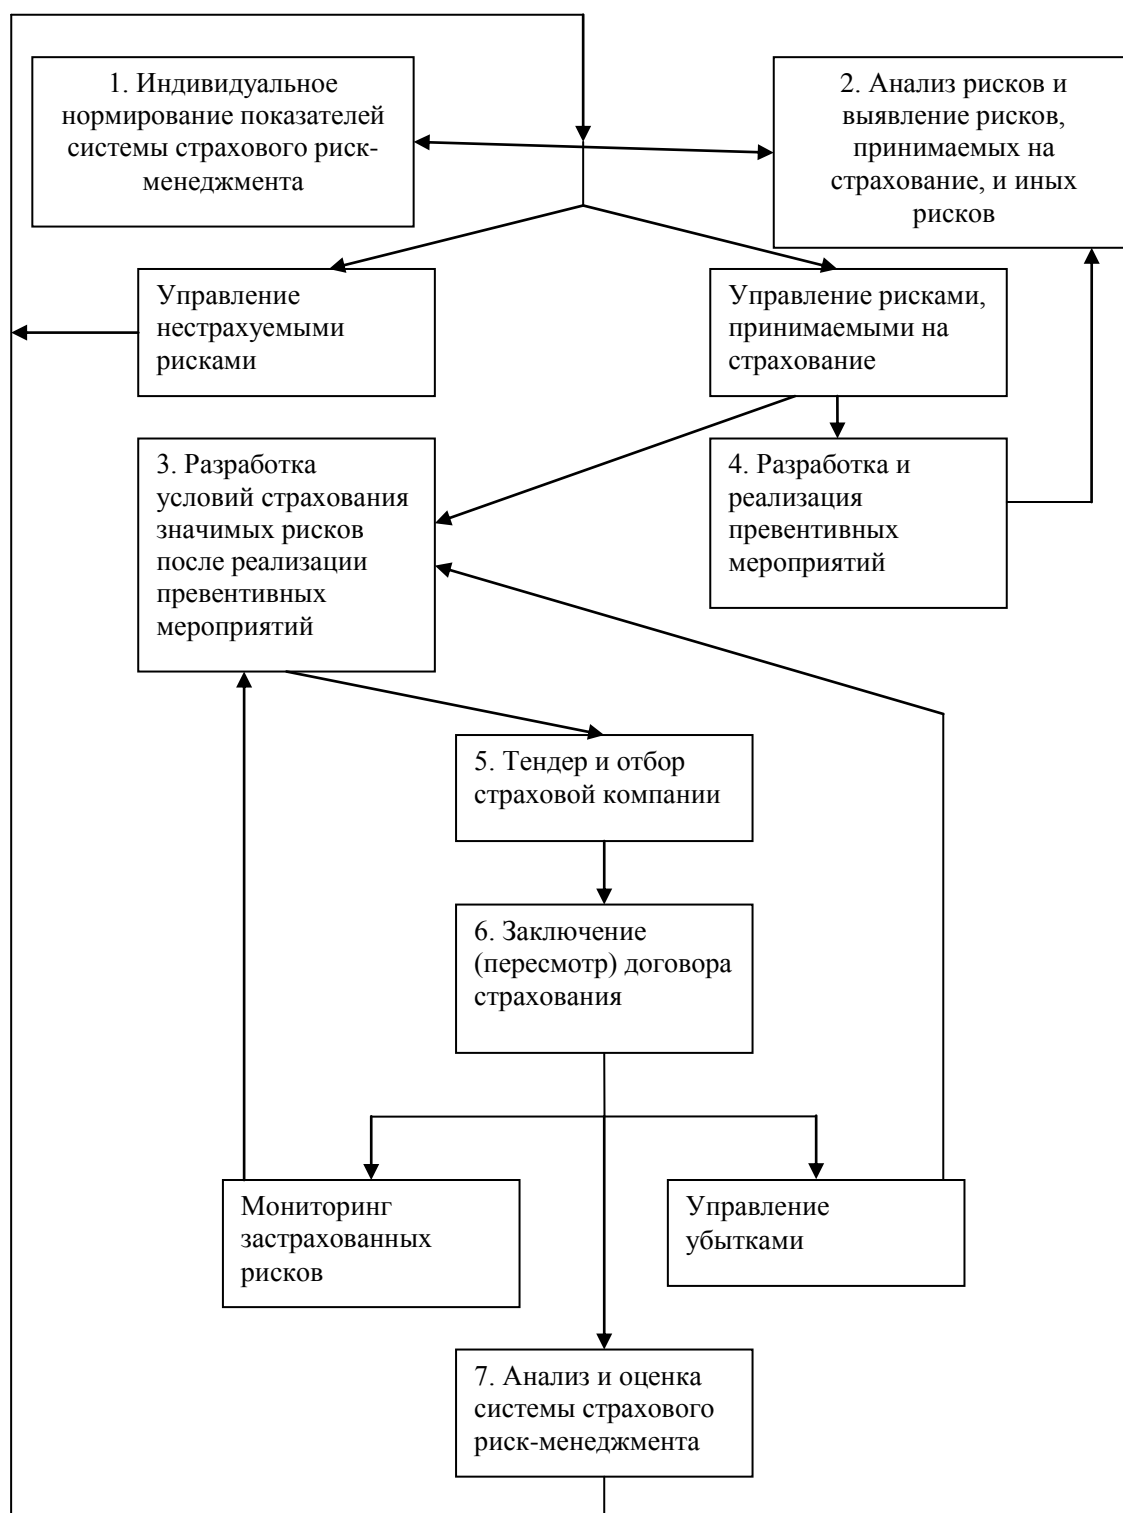 1. Индивидуальное
нормирование показателей
системы страхового риск-
менеджмента
2. Анализ рисков и
выявление рисков,
принимаемых на
страхование, и иных
рисков
Управление
нестрахуемыми
рисками
Управление рисками,
принимаемыми на
страхование
3. Разработка
условий страхования
значимых рисков
после реализации
превентивных
мероприятий
4. Разработка и
реализация
превентивных
мероприятий
5. Тендер и отбор
страховой компании
6. Заключение
(пересмотр) договора
страхования
Мониторинг
застрахованных
рисков
Управление
убытками
7. Анализ и оценка
системы страхового
риск-менеджмента